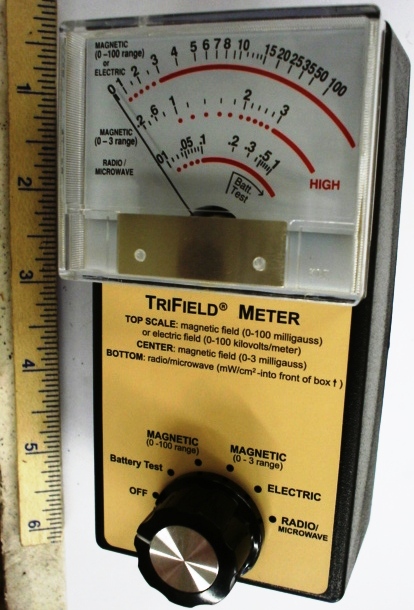 MAGNETIC
(0–100 range)
or
ELECTRIC
0 1 2 3 4 5 6 7 8 10 15 20 25 35 50 100
.2 .6 1 2 3
MAGNETIC
(0–3 range)
.01 .05 .1 .2 .3 .5 1
RADIO/
MICROWAVE
Batt.
Test
HIGH
TRIFIELD® METER
TOP SCALE: magnetic field (0-100 milligauss)
or electric field (0-100 kilovolts/meter)
CENTER: magnetic field (0-3 milligauss)
BOTTOM: radio/microwave (mW/cm²-into front of box↑)
MAGNETIC
(0-100 range)
MAGNETIC
(0 - 3 range)
Battery Test
OFF
ELECTRIC
RADIO/
MICROWAVE
1
2
3
4
5
6